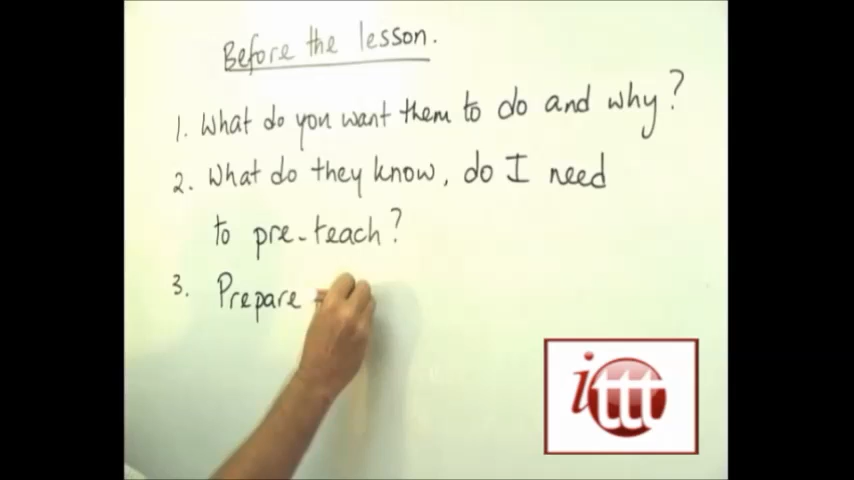 Before the lesson.
1. What do you want them to do and why?
2. What do they know, do I need
to pre-teach?
3. Prepare
ittt